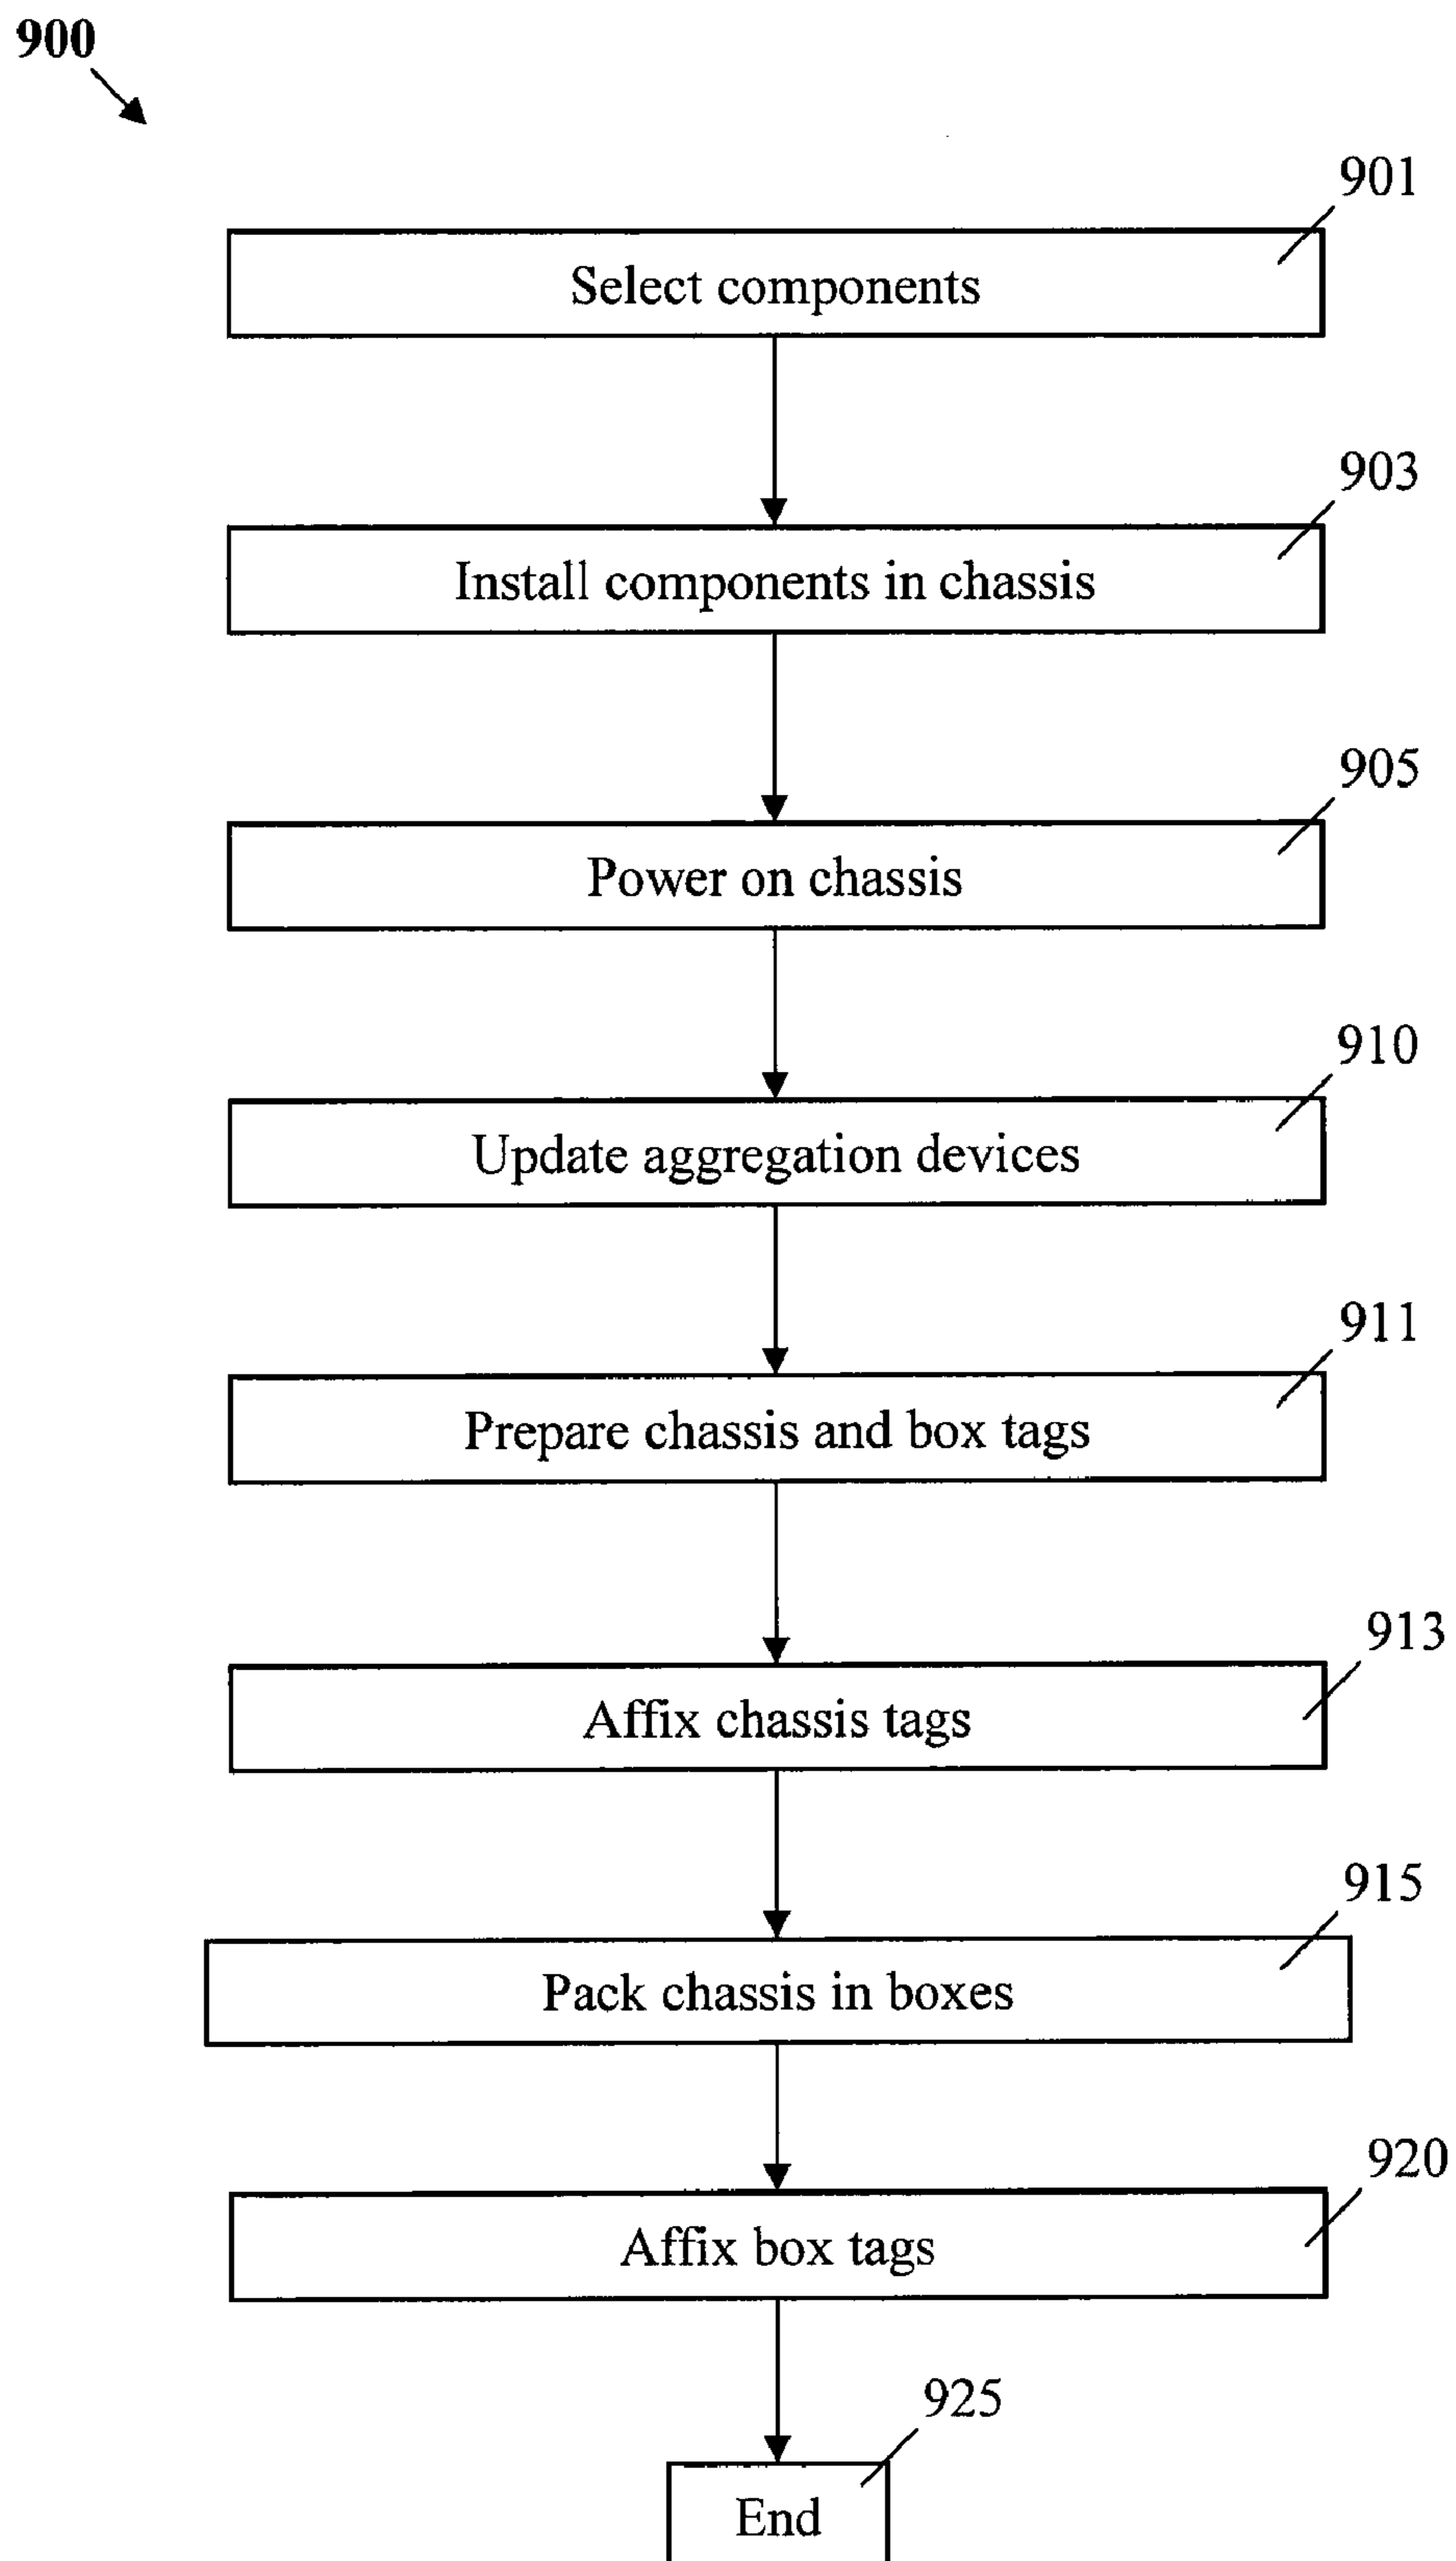 900
901
Select components
903
Install components in chassis
905
Power on chassis
910
Update aggregation devices
911
Prepare chassis and box tags
913
Affix chassis tags
915
Pack chassis in boxes
920
Affix box tags
925
End